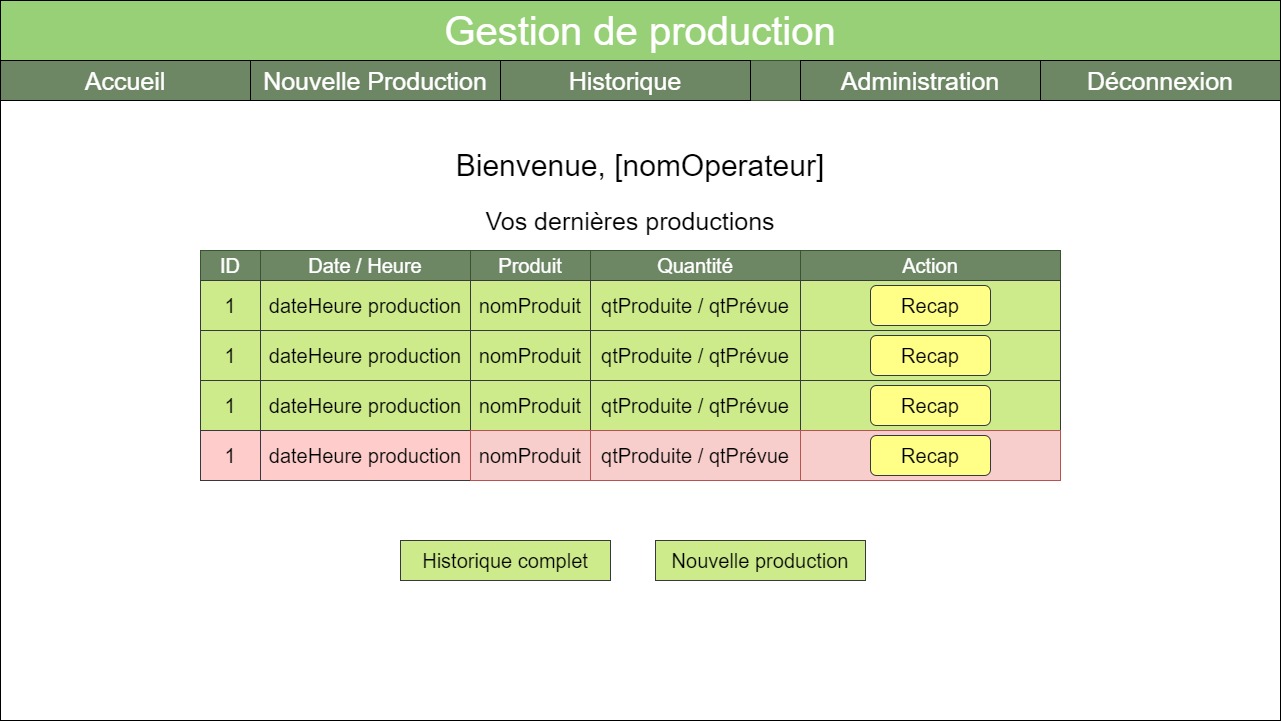 Gestion de production
Accueil Nouvelle Production Historique Administration Déconnexion
Bienvenue, [nomOperateur]
Vos dernières productions
ID Date / Heure Produit Quantité Action
1 dateHeure production nomProduit qtProduite / qtPrévue Recap
1 dateHeure production nomProduit qtProduite / qtPrévue Recap
1 dateHeure production nomProduit qtProduite / qtPrévue Recap
1 dateHeure production nomProduit qtProduite / qtPrévue Recap
Historique complet Nouvelle production